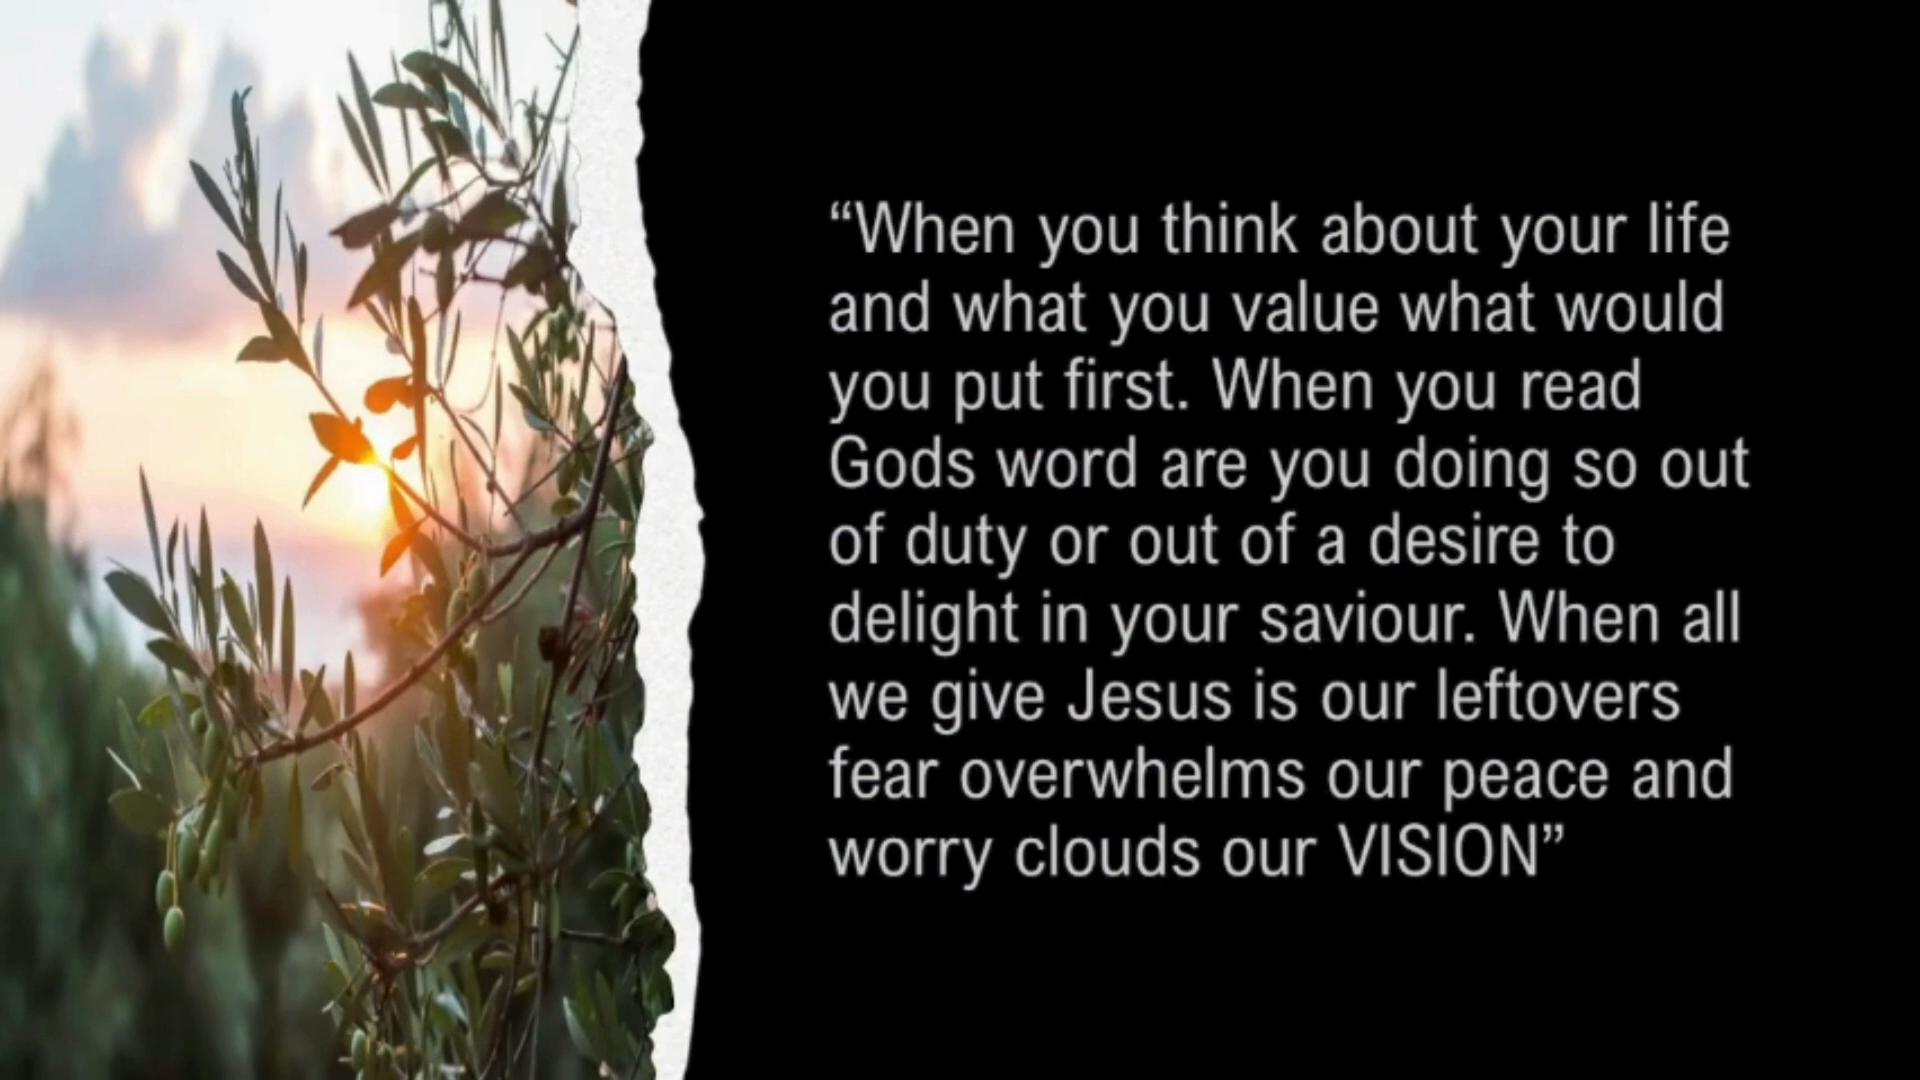 “When you think about your life
and what you value what would
you put first. When you read
Gods word are you doing so out
of duty or out of a desire to
delight in your saviour. When all
we give Jesus is our leftovers
fear overwhelms our peace and
worry clouds our VISION”